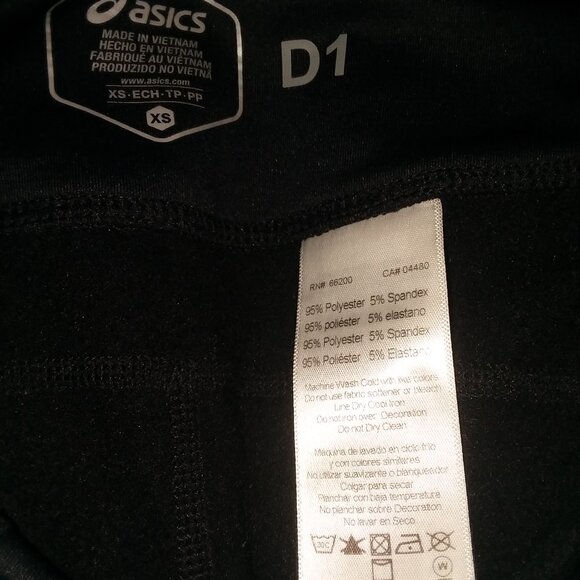 asics
MADE IN VIETNAM
HECHO EN VIETNAM
FABRIQUÉ AU VIÊTNAM
PRODUZIDO NO VIETNÃ
www.asics.com
XS·ECH·TP·PP
XS
D1
RN# 66200 CA# 04480
95% Polyester 5% Spandex
95% poliéster 5% elastano
95% Polyester 5% Spandex
95% Poliéster 5% Elastano
Machine Wash Cold with like colors
Do not use fabric softener or bleach
Line Dry Cool Iron
Do not iron over Decoration
Do not Dry Clean
Maquina de lavado en ciclo frio
y con colores similares
No utilizar suavizante o blanqueador
Colgar para secar
Planchar con baja temperatura
No planchar sobre Decoration
No lavar en Seco
30C
M